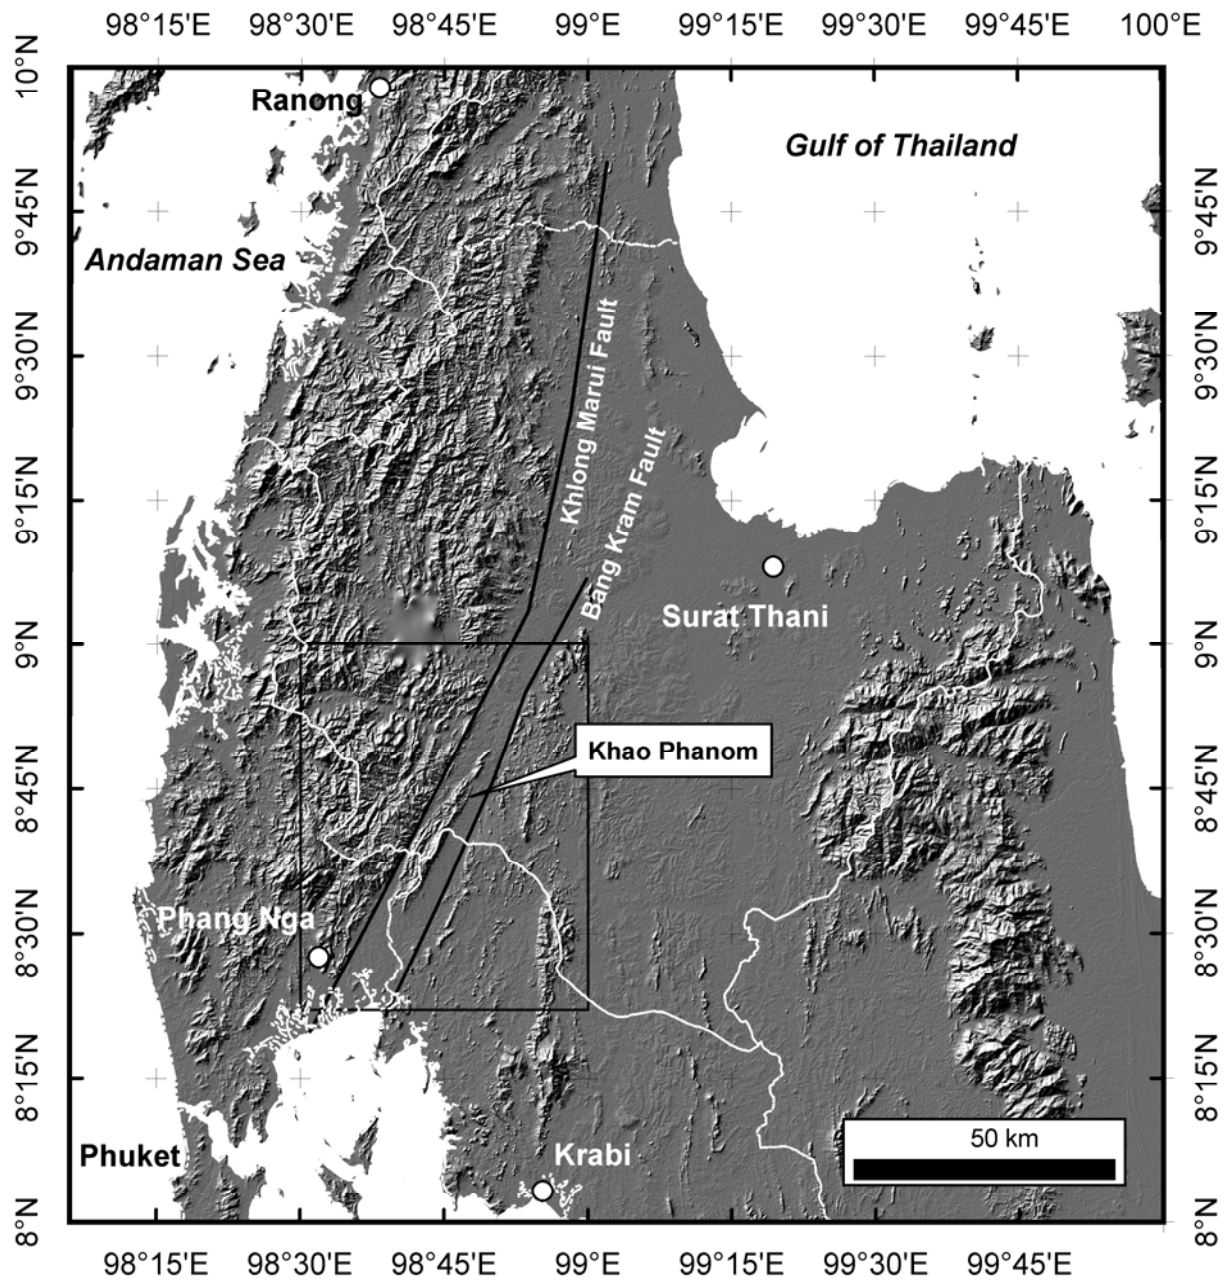 98°15'E 98°30'E 98°45'E 99°E 99°15'E 99°30'E 99°45'E 100°E
10°N
Ranong
Gulf of Thailand
9°45'N
9°45'N
Andaman Sea
9°30'N
Khlong Marui Fault
9°30'N
Bang Kram Fault
9°15'N
9°15'N
Surat Thani
9°N
9°N
Khao Phanom
8°45'N
8°45'N
Phang Nga
8°30'N
8°30'N
8°15'N
8°15'N
50 km
Phuket
Krabi
8°N
8°N
98°15'E 98°30'E 98°45'E 99°E 99°15'E 99°30'E 99°45'E